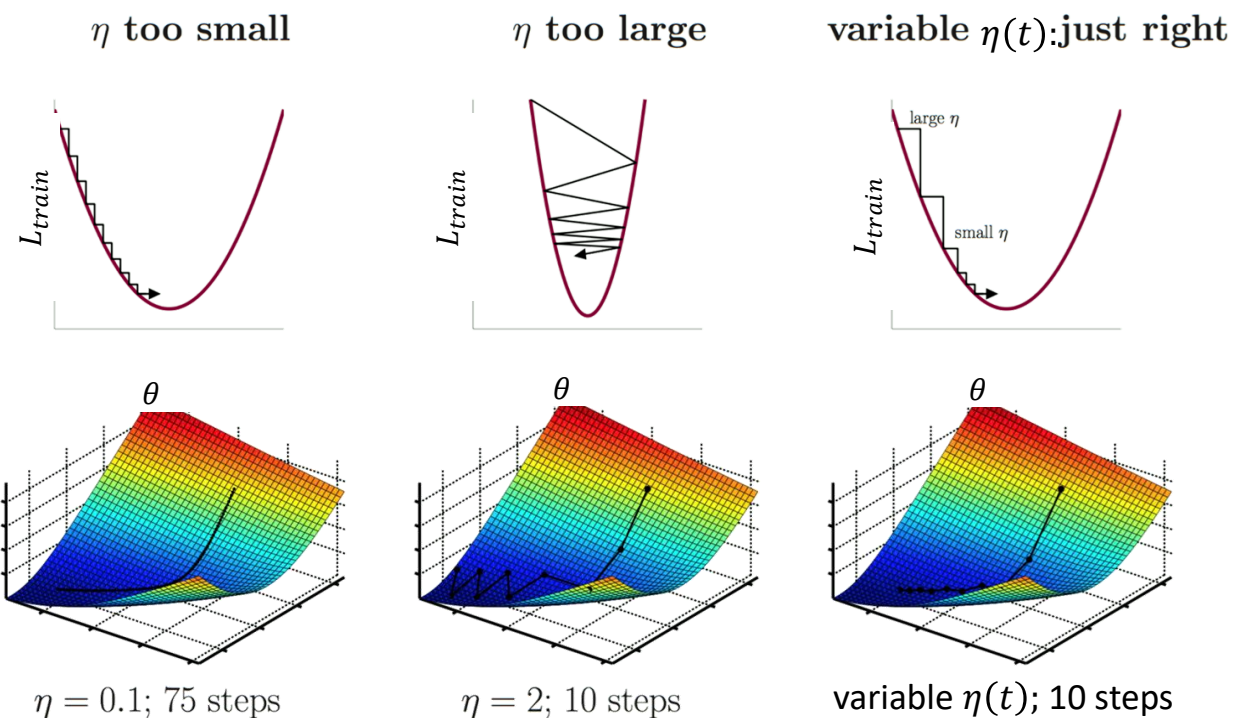 η too small
η too large
variable η(t):just right
L_train
L_train
large η
small η
L_train
θ
θ
θ
η = 0.1; 75 steps
η = 2; 10 steps
variable η(t); 10 steps